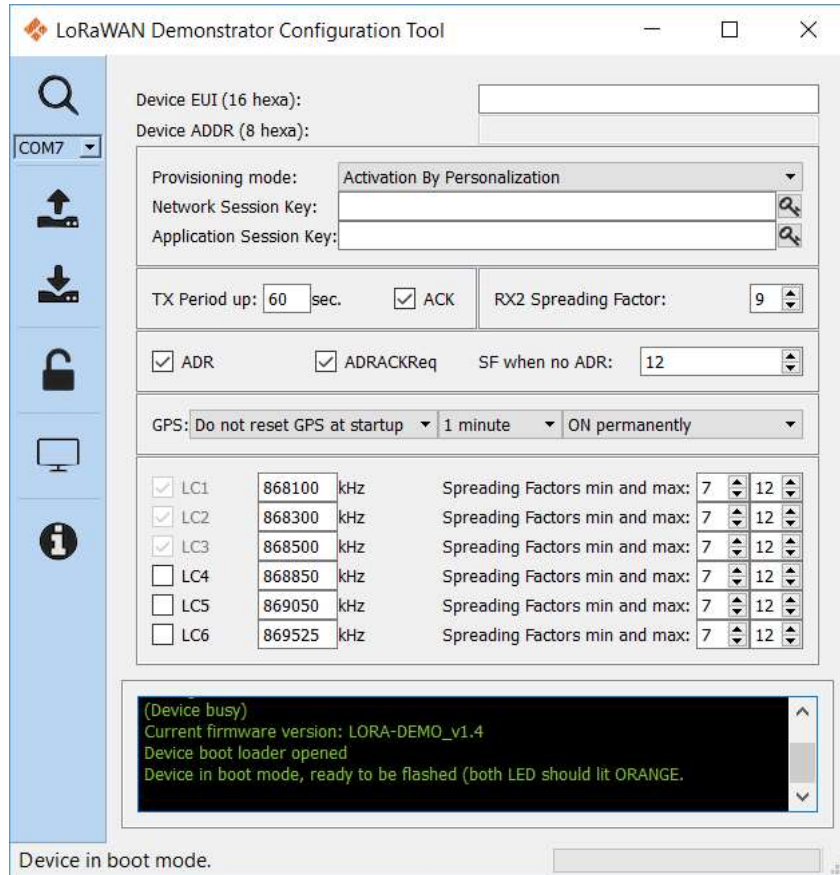 LoRaWAN Demonstrator Configuration Tool
Device EUI (16 hexa):
Device ADDR (8 hexa):
COM7
Provisioning mode: Activation By Personalization
Network Session Key:
Application Session Key:
TX Period up: 60 sec. ACK RX2 Spreading Factor: 9
ADR ADRACKReq SF when no ADR: 12
GPS: Do not reset GPS at startup 1 minute ON permanently
LC1 868100 kHz Spreading Factors min and max: 7 12
LC2 868300 kHz Spreading Factors min and max: 7 12
LC3 868500 kHz Spreading Factors min and max: 7 12
LC4 868850 kHz Spreading Factors min and max: 7 12
LC5 869050 kHz Spreading Factors min and max: 7 12
LC6 869525 kHz Spreading Factors min and max: 7 12
(Device busy)
Current firmware version: LORA-DEMO_v1.4
Device boot loader opened
Device in boot mode, ready to be flashed (both LED should lit ORANGE.
Device in boot mode.